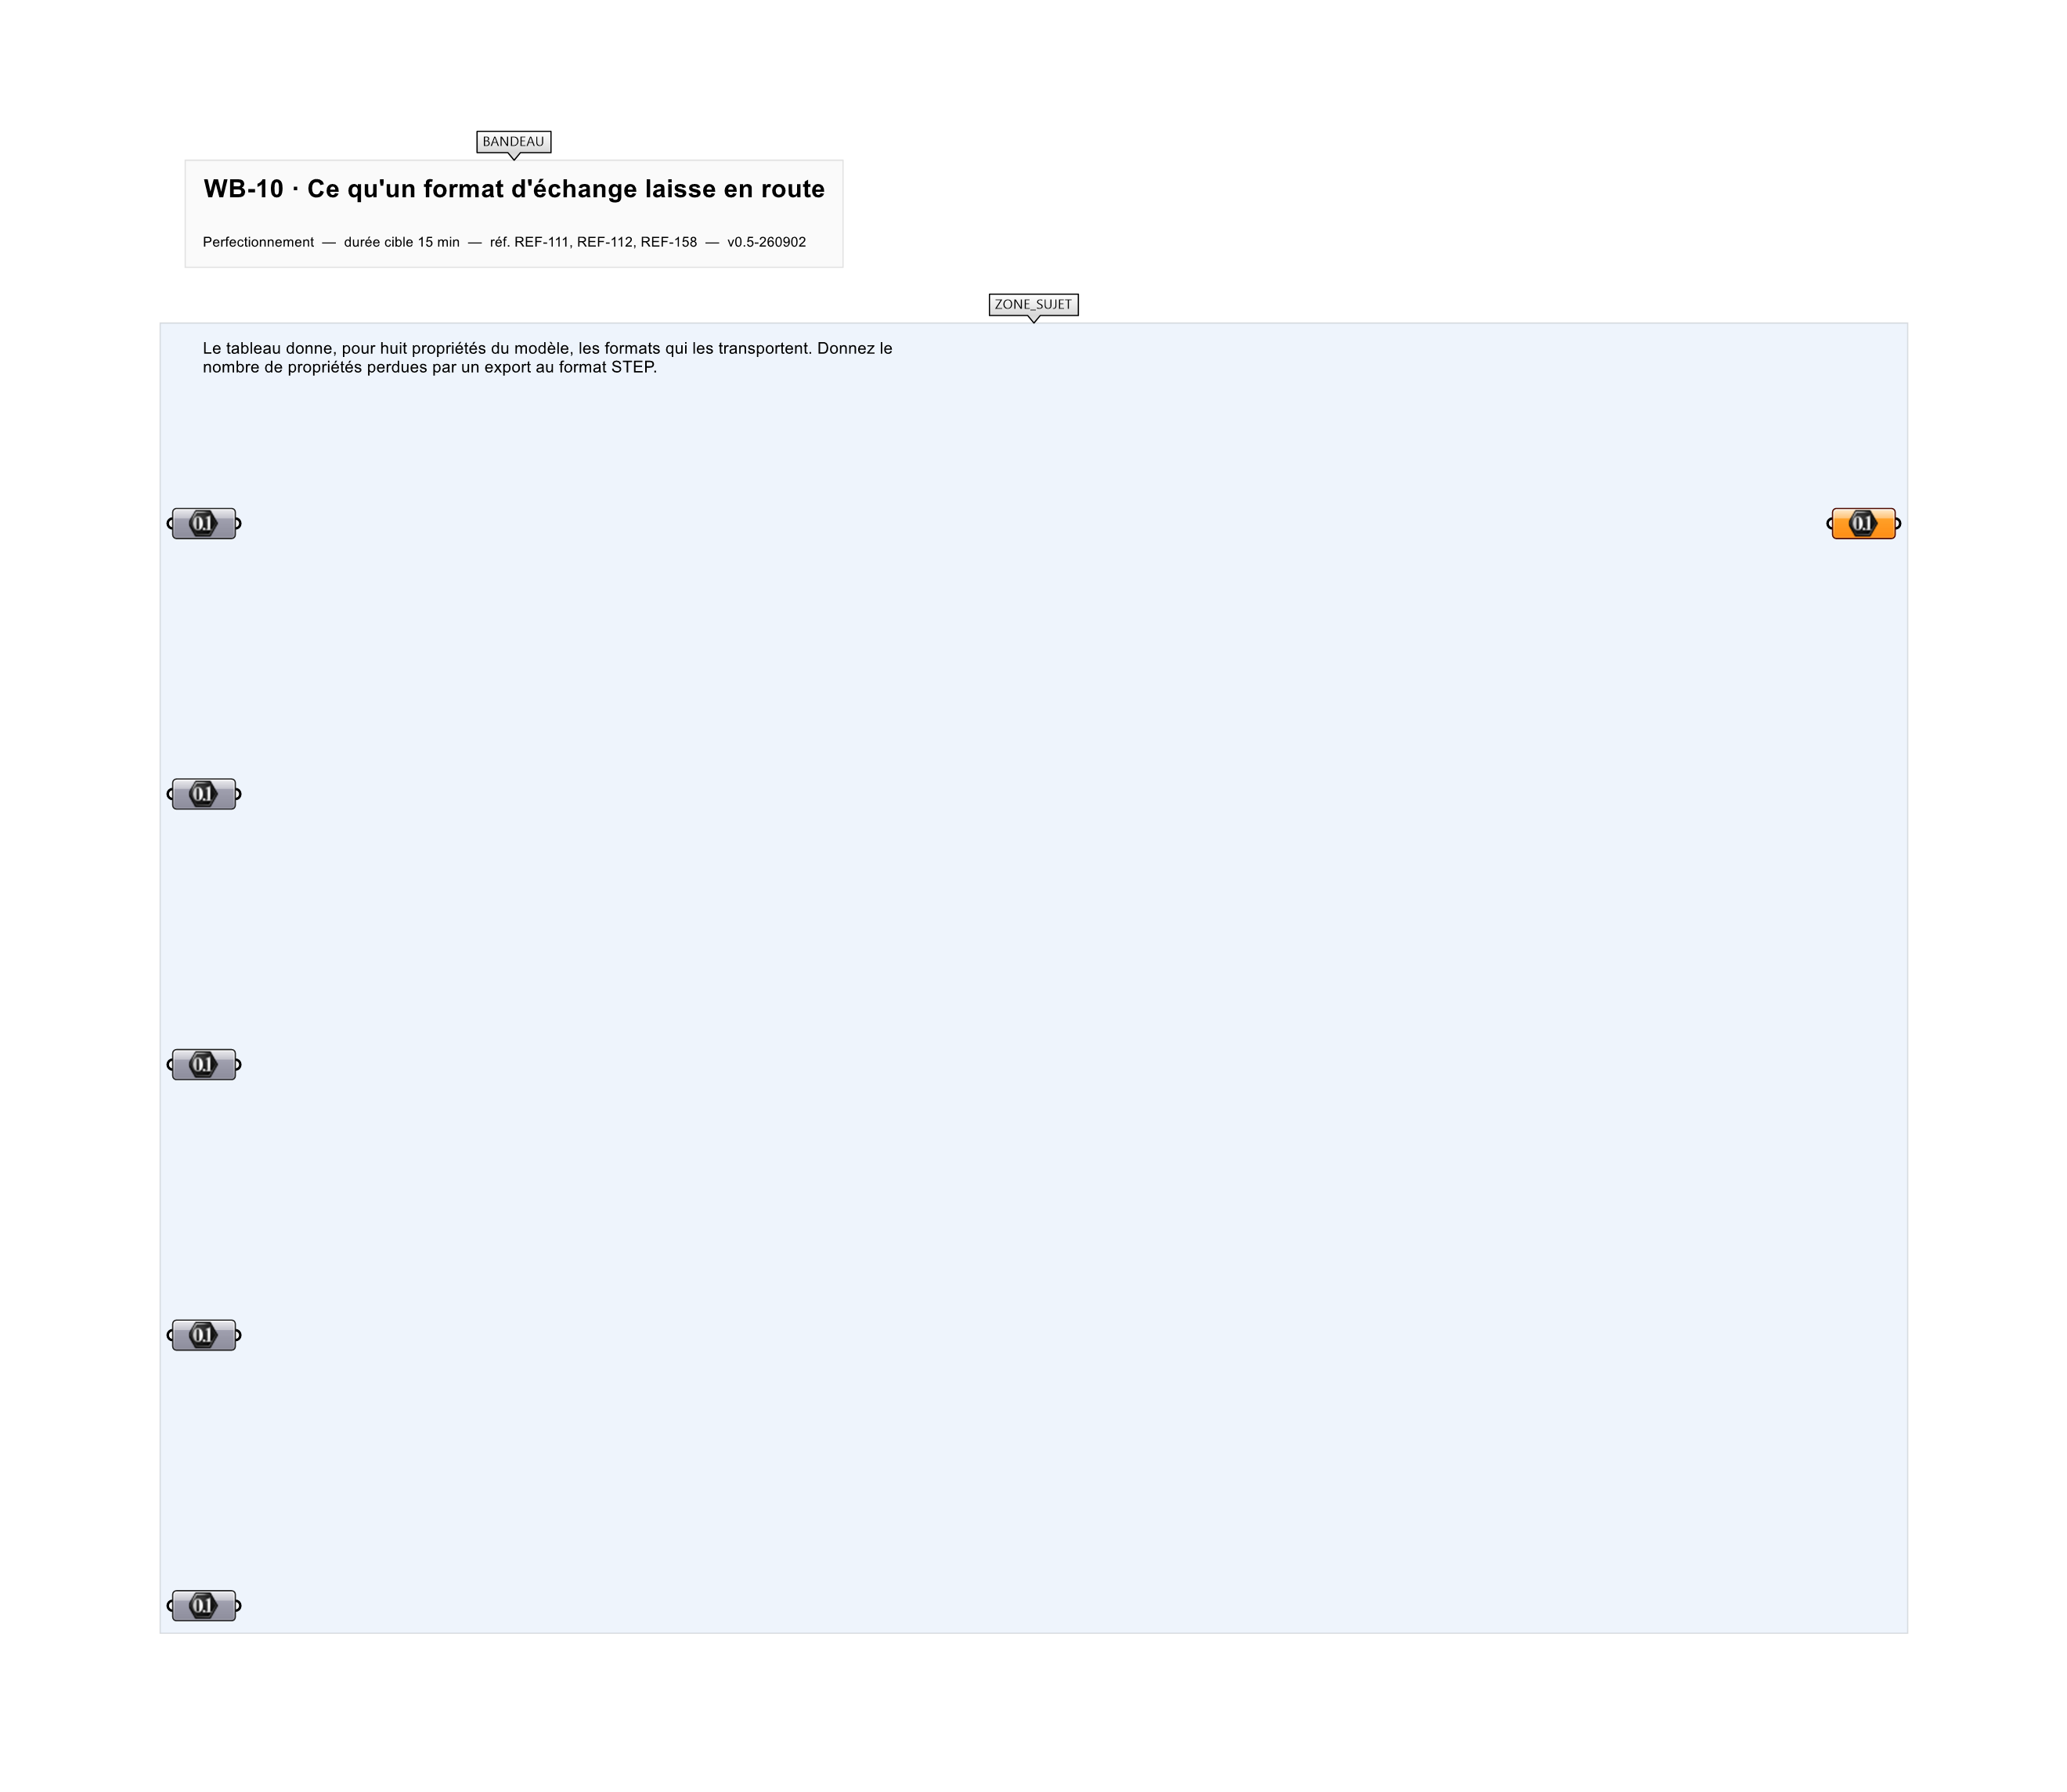 BANDEAU
WB-10 · Ce qu'un format d'échange laisse en route
Perfectionnement — durée cible 15 min — réf. REF-111, REF-112, REF-158 — v0.5-260902
ZONE_SUJET
Le tableau donne, pour huit propriétés du modèle, les formats qui les transportent. Donnez le
nombre de propriétés perdues par un export au format STEP.
0.1
0.1
0.1
0.1
0.1
0.1